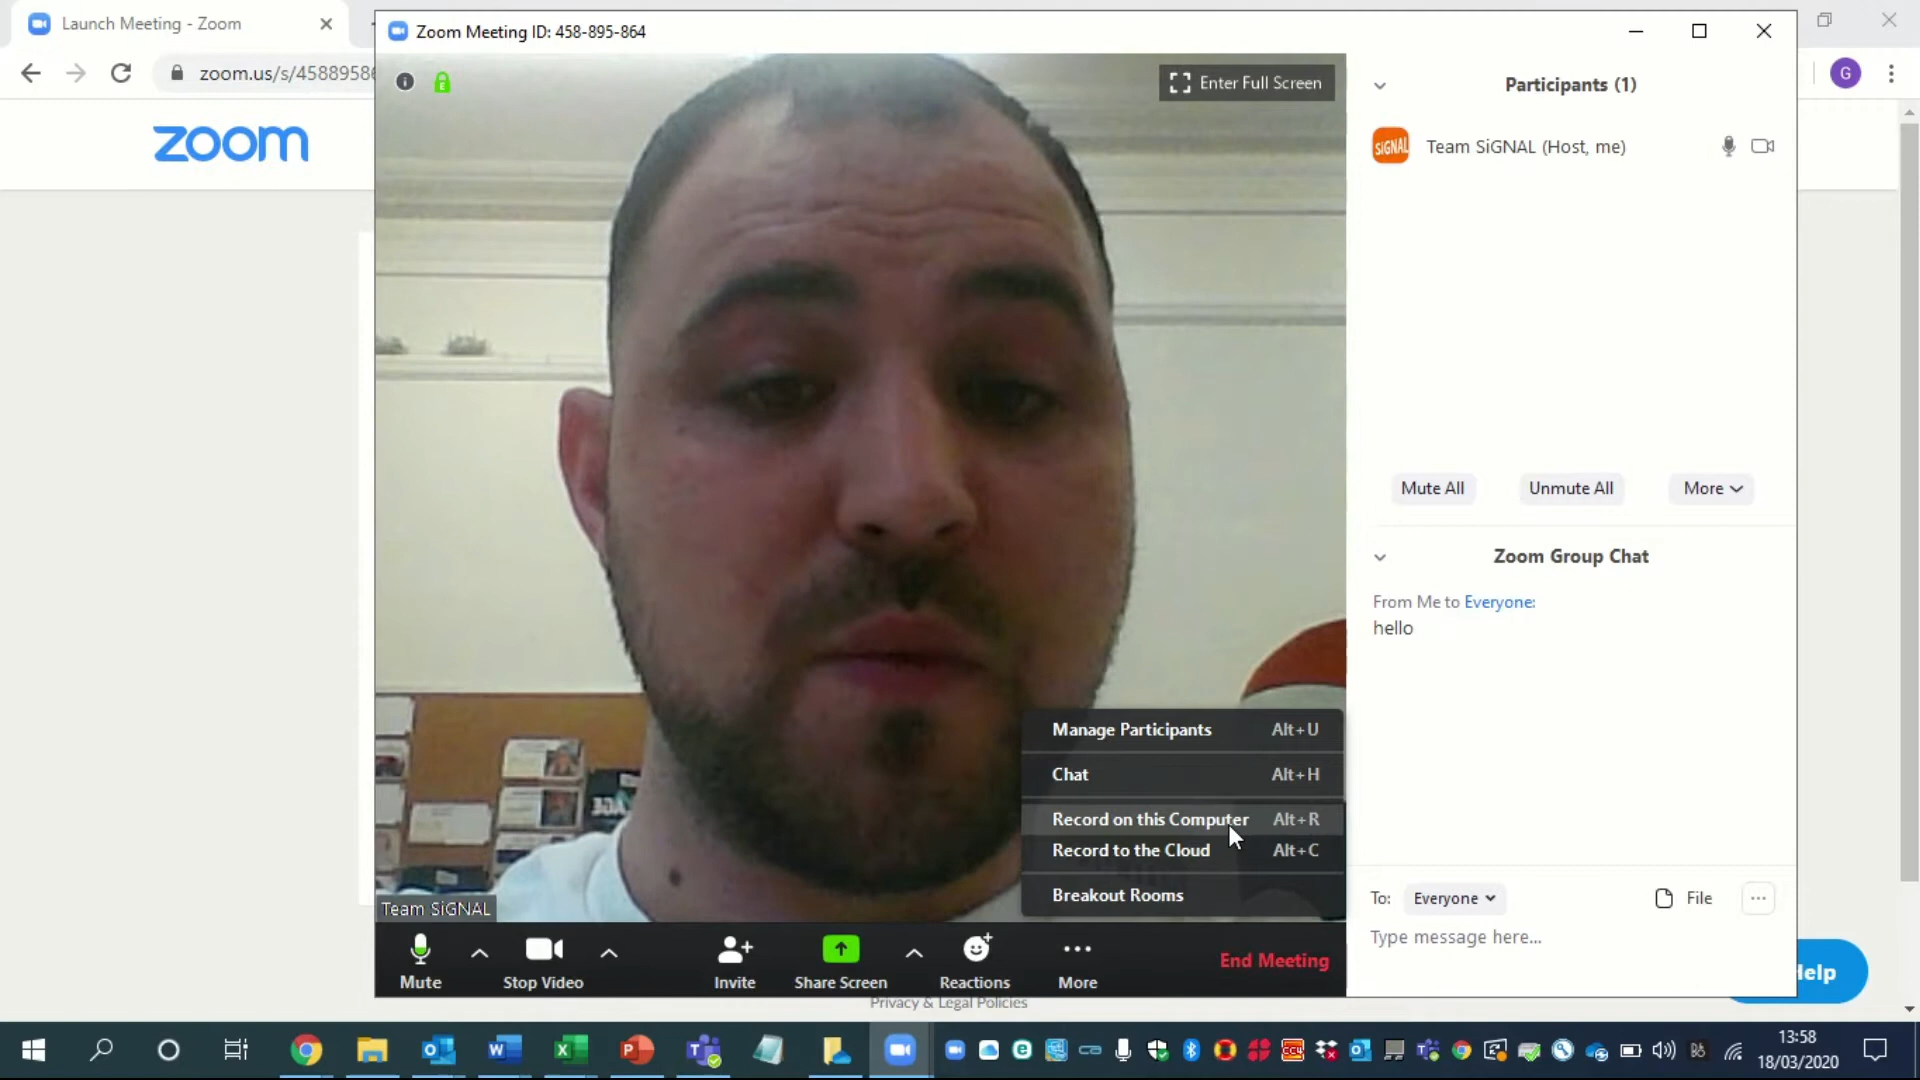 Launch Meeting - Zoom
Zoom Meeting ID: 458-895-864
zoom.us/s/45889586
G
zoom
Enter Full Screen
Participants (1)
SiGNAL
Team SiGNAL (Host, me)
Mute All
Unmute All
More
Zoom Group Chat
From Me to Everyone:
hello
Manage Participants Alt+U
Chat Alt+H
Record on this Computer Alt+R
Record to the Cloud Alt+C
Breakout Rooms
Team SiGNAL
To: Everyone
File
Type message here...
Mute
Stop Video
Invite
Share Screen
Reactions
More
End Meeting
Help
Privacy & Legal Policies
13:58
18/03/2020